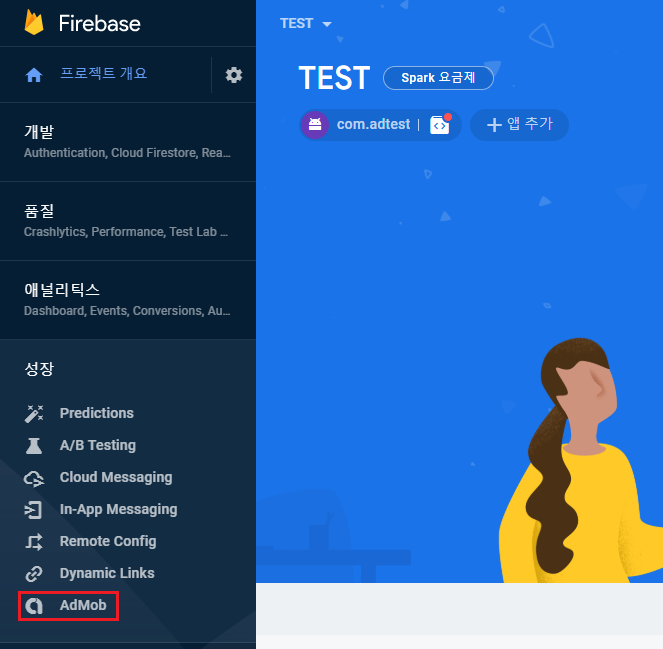 Firebase
프로젝트 개요
개발
Authentication, Cloud Firestore, Rea...
품질
Crashlytics, Performance, Test Lab ...
애널리틱스
Dashboard, Events, Conversions, Au...
성장
Predictions
A/B Testing
Cloud Messaging
In-App Messaging
Remote Config
Dynamic Links
AdMob
TEST
TEST Spark 요금제
com.adtest | + 앱 추가